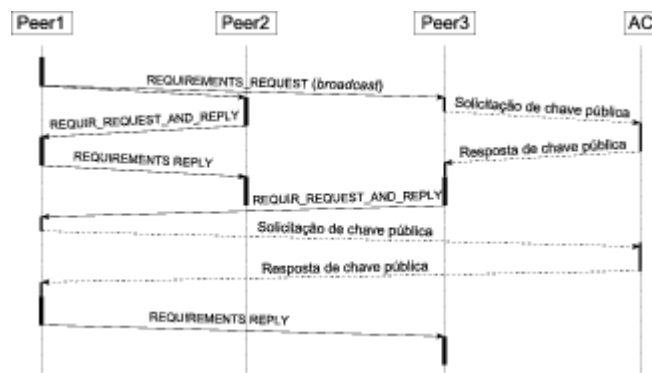 Peer1 Peer2 Peer3 AC
REQUIREMENTS_REQUEST (broadcast)
Solicitação de chave pública
REQUIR_REQUEST_AND_REPLY
Resposta de chave pública
REQUIREMENTS REPLY
REQUIR_REQUEST_AND_REPLY
Solicitação de chave pública
Resposta de chave pública
REQUIREMENTS REPLY